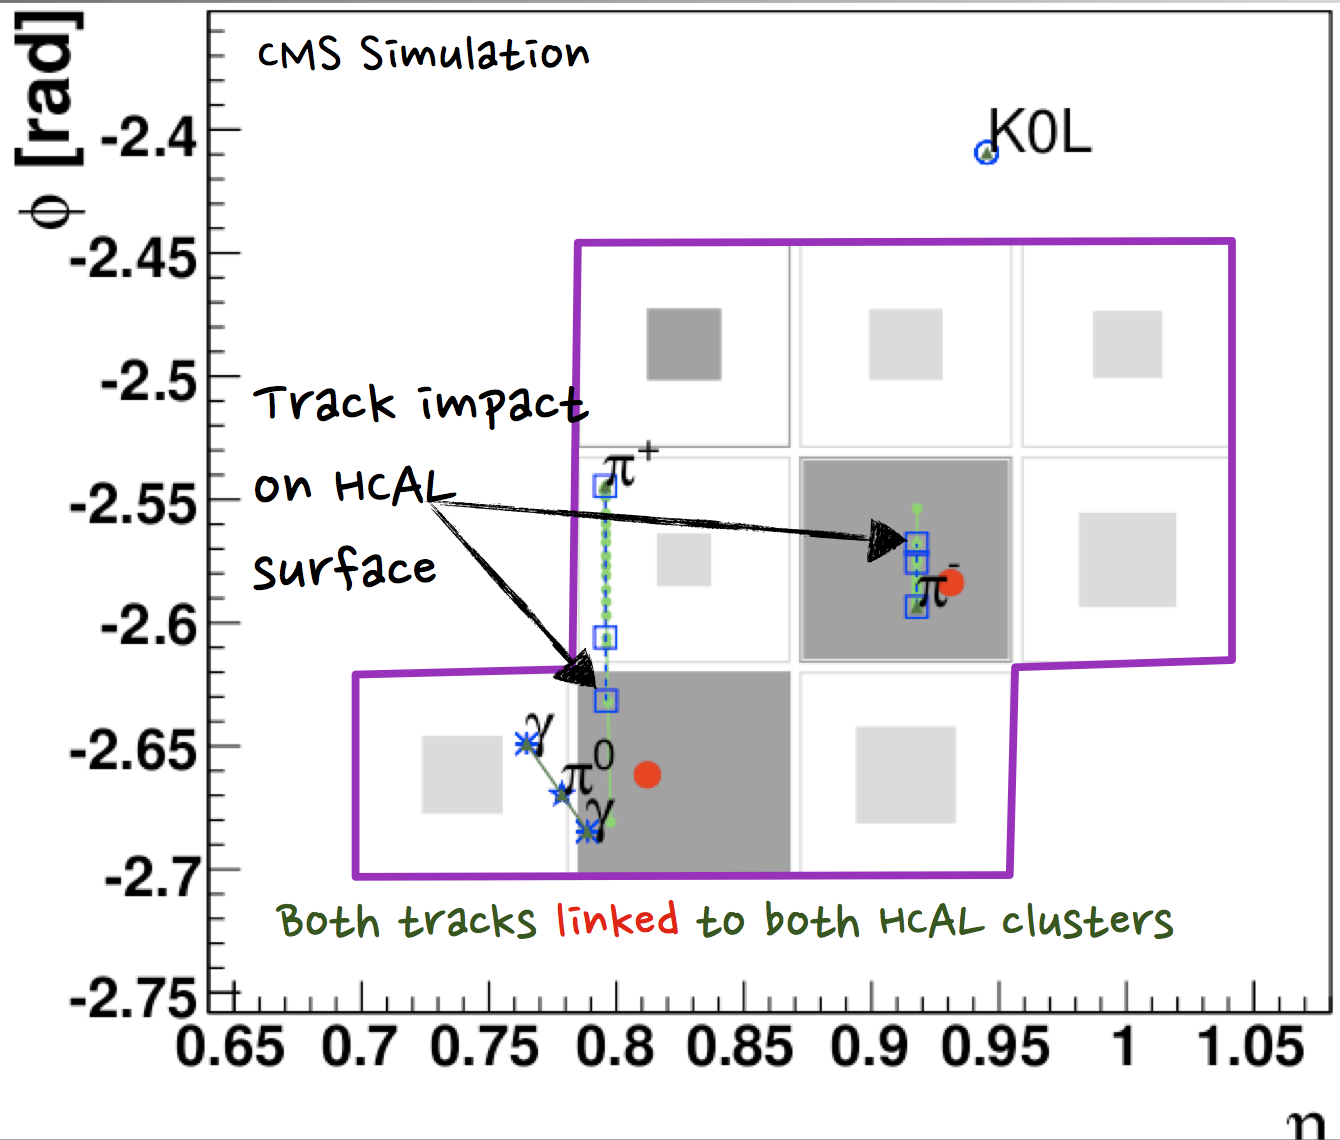 CMS Simulation
ϕ [rad]
-2.4
-2.45
-2.5
-2.55
-2.6
-2.65
-2.7
-2.75
K0L
Track impact
on HCAL
surface
π+
π-
γ
π0
γ
Both tracks linked to both HCAL clusters
0.65 0.7 0.75 0.8 0.85 0.9 0.95 1 1.05
η